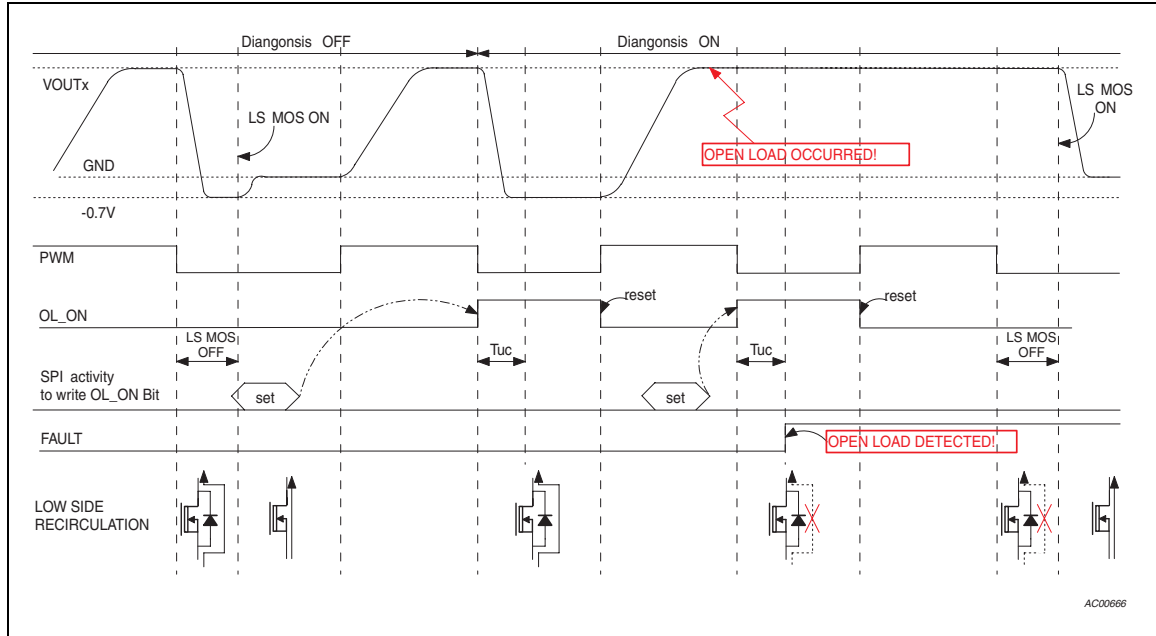 Diangonsis OFF
Diangonsis ON
VOUTx
LS MOS ON
LS MOS
ON
OPEN LOAD OCCURRED!
GND
-0.7V
PWM
reset
reset
OL_ON
LS MOS
OFF
Tuc
Tuc
LS MOS
OFF
SPI activity
to write OL_ON Bit
set
set
FAULT
OPEN LOAD DETECTED!
LOW SIDE
RECIRCULATION
AC00666